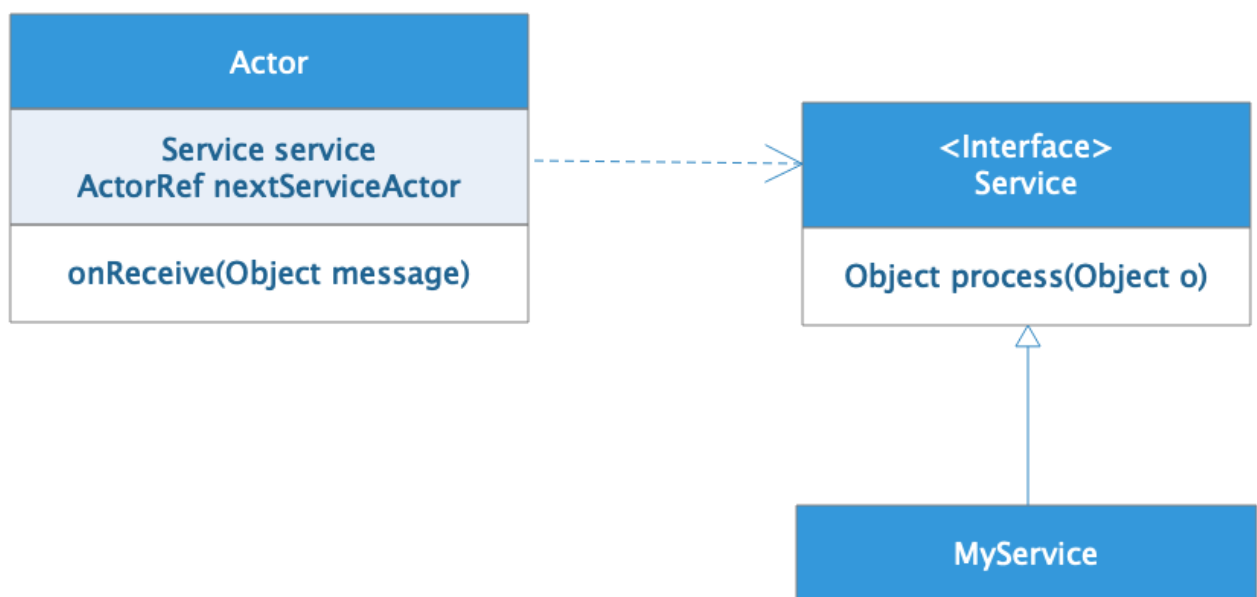 Actor
Service service
ActorRef nextServiceActor
onReceive(Object message)
<Interface>
Service
Object process(Object o)
MyService